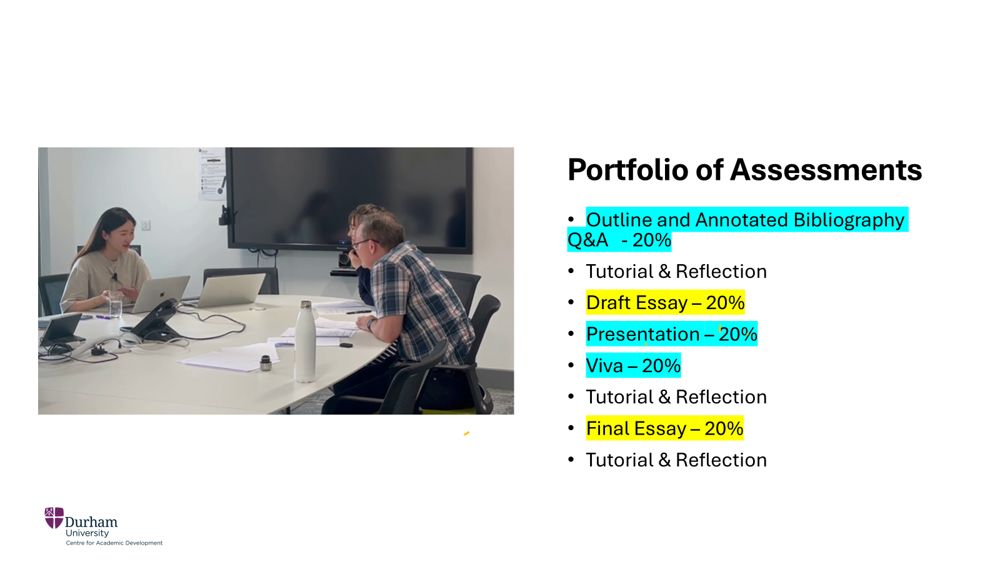 Portfolio of Assessments
• Outline and Annotated Bibliography
Q&A - 20%
• Tutorial & Reflection
• Draft Essay – 20%
• Presentation – 20%
• Viva – 20%
• Tutorial & Reflection
• Final Essay – 20%
• Tutorial & Reflection
Durham
University
Centre for Academic Development